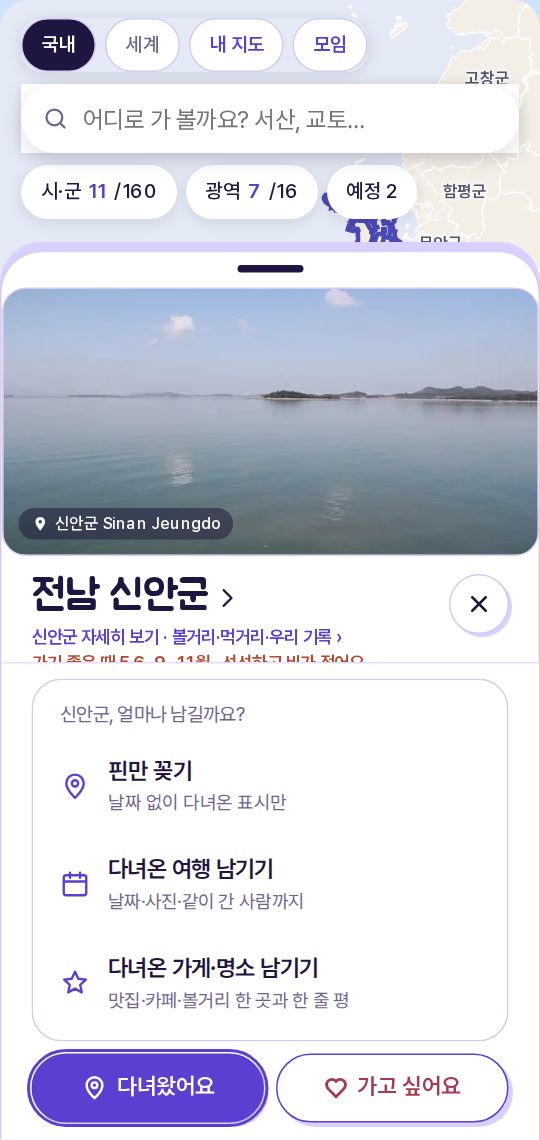 국내
세계
내 지도
모임
고창군
어디로 가 볼까요? 서산, 교토...
시·군 11 /160
광역 7 /16
예정 2
함평군
신안군 Sinan Jeungdo
전남 신안군 >
신안군 자세히 보기 · 볼거리·먹거리·우리 기록 ›
신안군, 얼마나 남길까요?
핀만 꽂기
날짜 없이 다녀온 표시만
다녀온 여행 남기기
날짜·사진·같이 간 사람까지
다녀온 가게·명소 남기기
맛집·카페·볼거리 한 곳과 한 줄 평
다녀왔어요
가고 싶어요